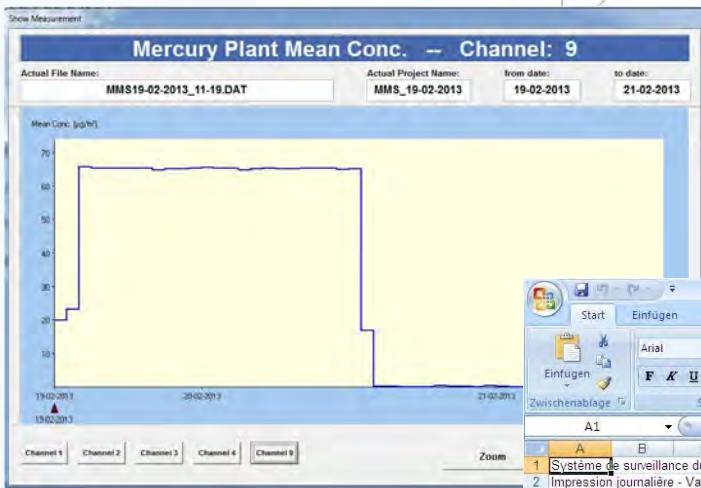 Show Measurement
Mercury Plant Mean Conc. -- Channel: 9
Actual File Name:
Actual Project Name:
from date:
to date:
MMS19-02-2013_11-19.DAT
MMS_19-02-2013
19-02-2013
21-02-2013
Mean Conc. [µg/m³]
70
60
50
40
30
20
10
19-02-2013
20-02-2013
21-02-2013
19-02-2013
Channel 1
Channel 2
Channel 3
Channel 4
Channel 9
Zoom
Start
Einfügen
Einfügen
Arial
F K U
Zwischenablage
A1
A B
1 Système de surveillance du
2 Impression journalière - Va